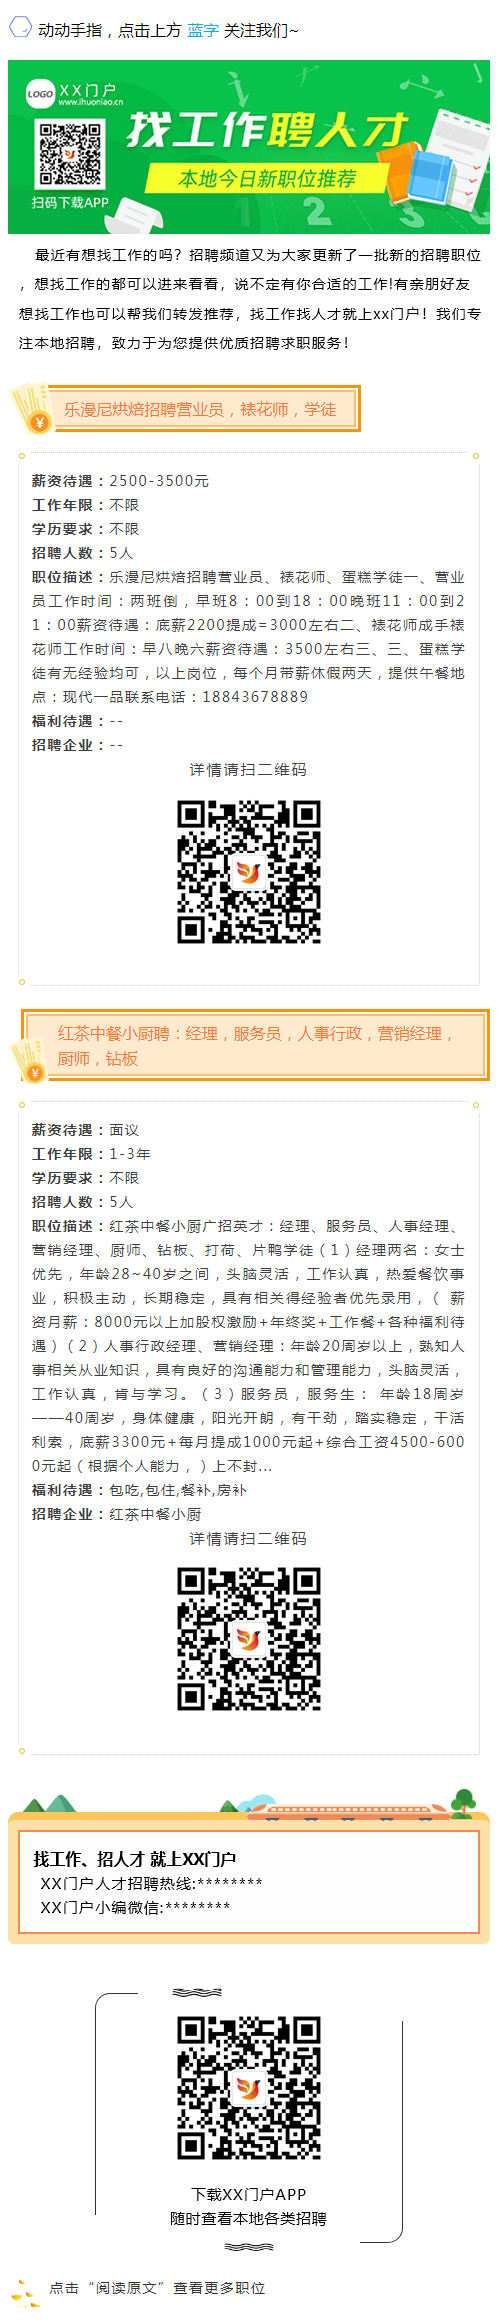 动动手指，点击上方 蓝字 关注我们~
LOGO XX门户
www.ihuoniao.cn
找工作聘人才
本地今日新职位推荐
扫码下载APP
1 2 3
最近有想找工作的吗？招聘频道又为大家更新了一批新的招聘职位
，想找工作的都可以进来看看，说不定有你合适的工作!有亲朋好友
想找工作也可以帮我们转发推荐，找工作找人才就上xx门户！我们专
注本地招聘，致力于为您提供优质招聘求职服务！
乐漫尼烘焙招聘营业员，裱花师，学徒
薪资待遇：2500-3500元
工作年限：不限
学历要求：不限
招聘人数：5人
职位描述：乐漫尼烘焙招聘营业员、裱花师、蛋糕学徒一、营业
员工作时间：两班倒，早班8：00到18：00晚班11：00到2
1：00薪资待遇：底薪2200提成=3000左右二、裱花师成手裱
花师工作时间：早八晚六薪资待遇：3500左右三、三、蛋糕学
徒有无经验均可，以上岗位，每个月带薪休假两天，提供午餐地
点：现代一品联系电话：18843678889
福利待遇：--
招聘企业：--
详情请扫二维码
红茶中餐小厨聘：经理，服务员，人事行政，营销经理，
厨师，钻板
薪资待遇：面议
工作年限：1-3年
学历要求：不限
招聘人数：5人
职位描述：红茶中餐小厨广招英才：经理、服务员、人事经理、
营销经理、厨师、钻板、打荷、片鸭学徒（1）经理两名：女士
优先，年龄28~40岁之间，头脑灵活，工作认真，热爱餐饮事
业，积极主动，长期稳定，具有相关得经验者优先录用，（ 薪
资月薪：8000元以上加股权激励+年终奖+工作餐+各种福利待
遇）（2）人事行政经理、营销经理：年龄20周岁以上，熟知人
事相关从业知识，具有良好的沟通能力和管理能力，头脑灵活，
工作认真，肯与学习。（3）服务员，服务生： 年龄18周岁
——40周岁，身体健康，阳光开朗，有干劲，踏实稳定，干活
利索，底薪3300元+每月提成1000元起+综合工资4500-600
0元起（根据个人能力，）上不封...
福利待遇：包吃,包住,餐补,房补
招聘企业：红茶中餐小厨
详情请扫二维码
找工作、招人才 就上XX门户
XX门户人才招聘热线:********
XX门户小编微信:********
下载XX门户APP
随时查看本地各类招聘
点击“阅读原文”查看更多职位